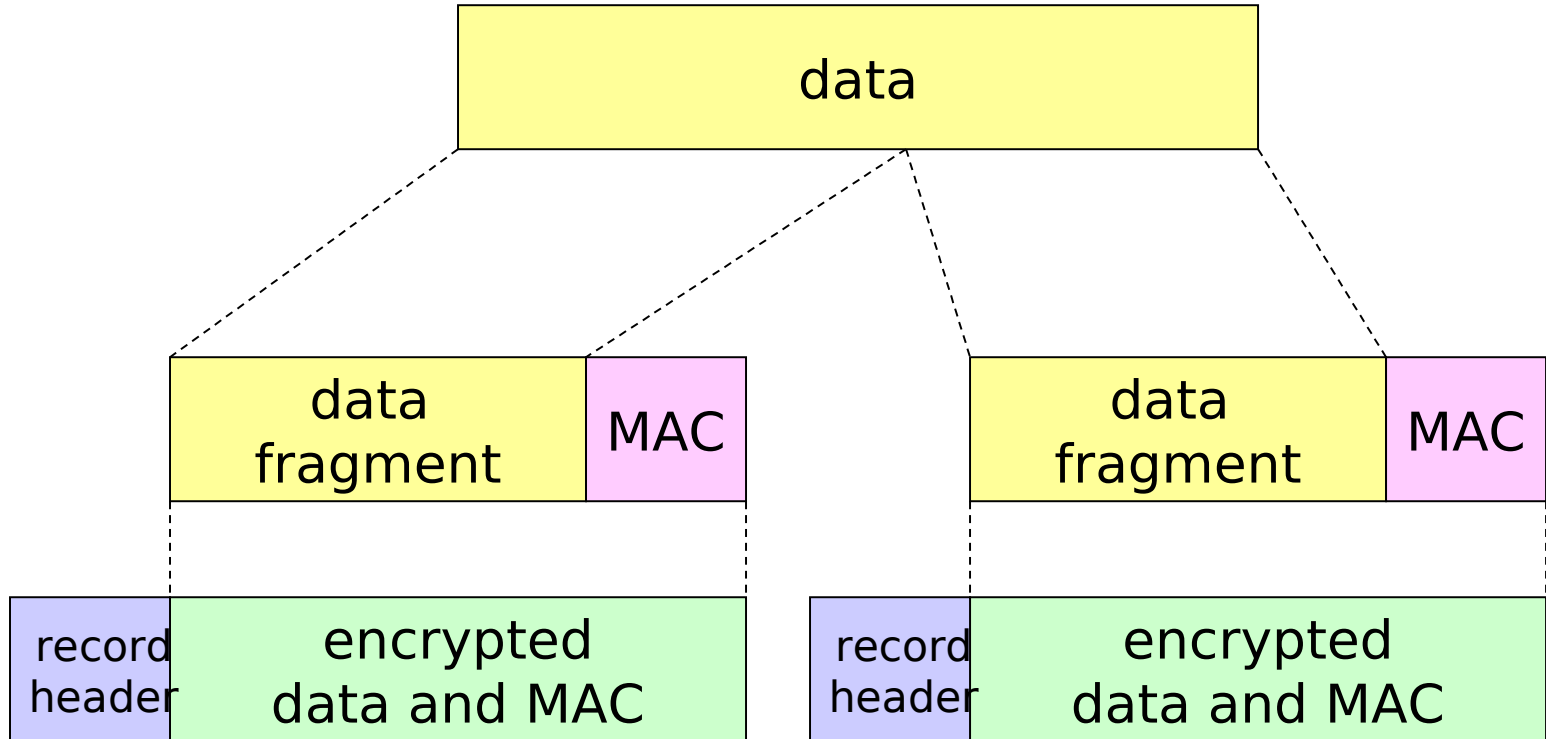 data
data
fragment
MAC
data
fragment
MAC
record
header
encrypted
data and MAC
record
header
encrypted
data and MAC